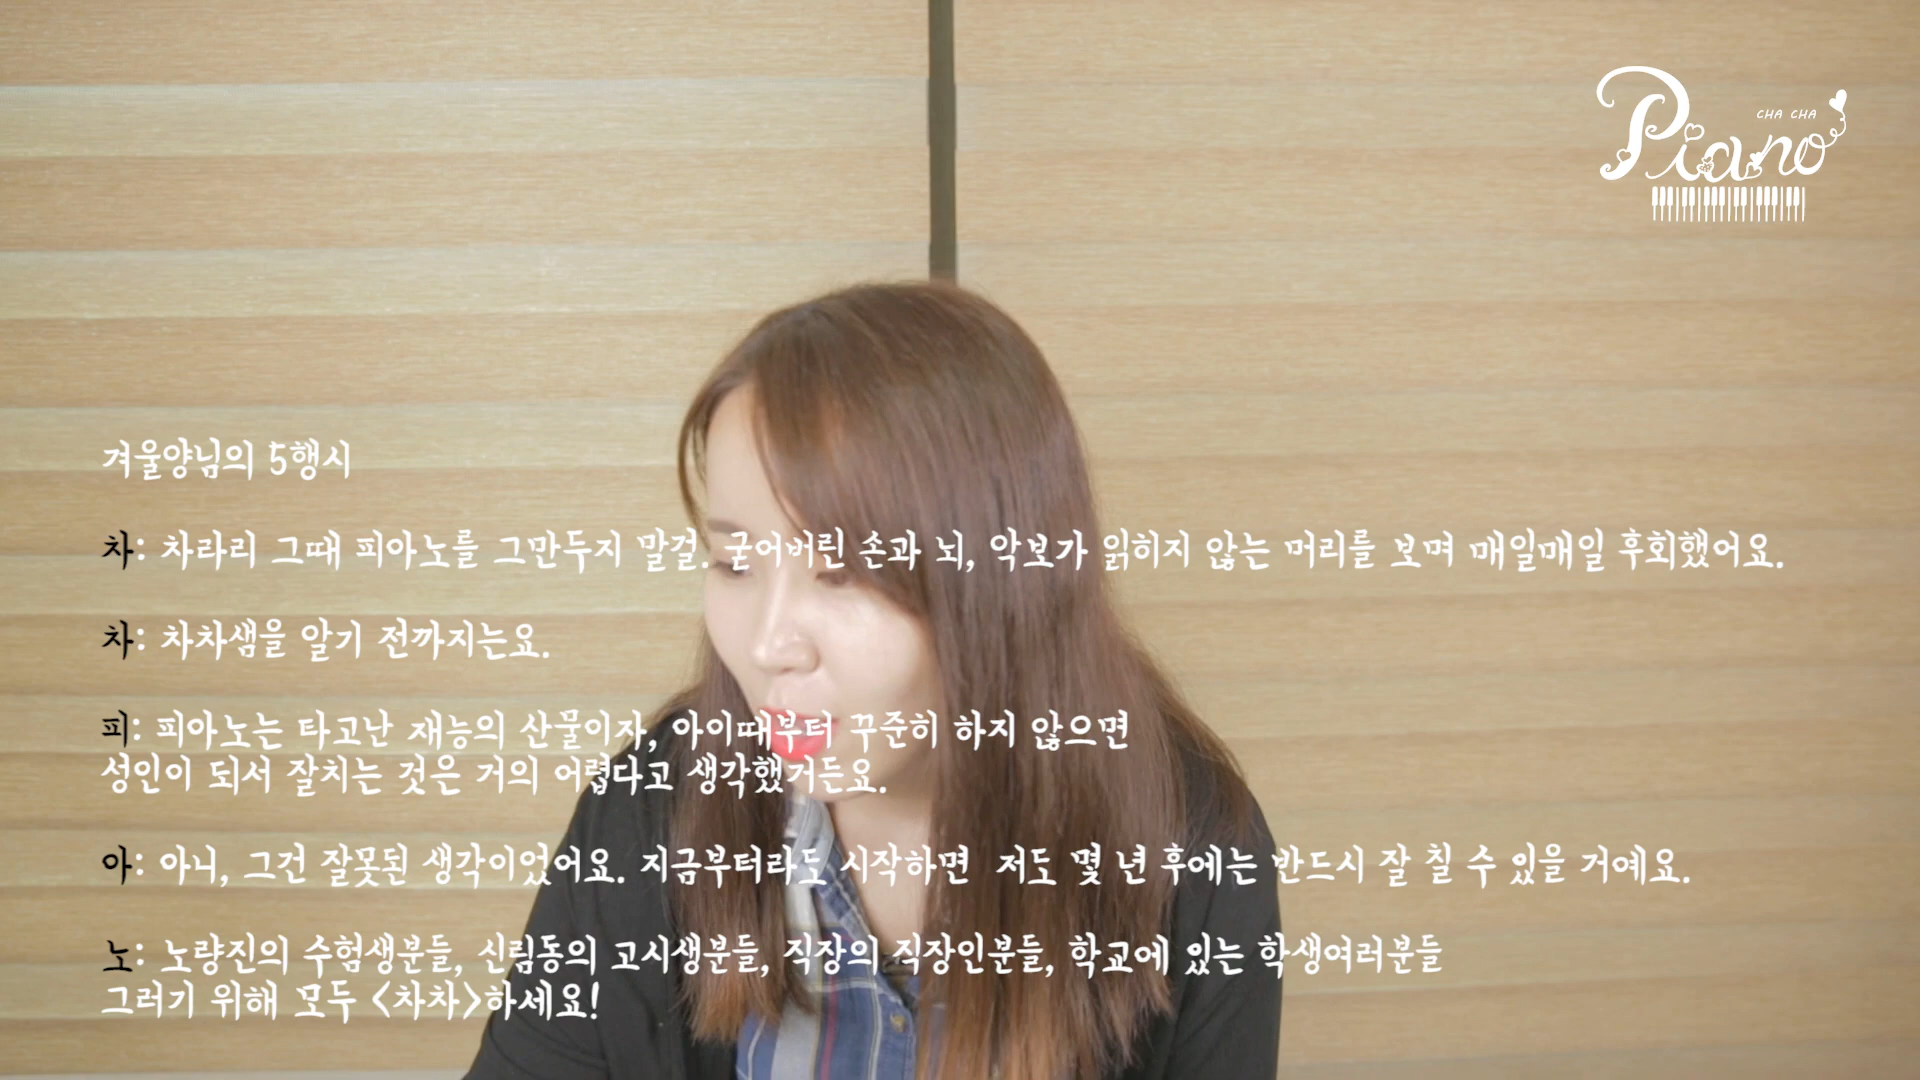 CHA CHA
Piano
겨울양님의 5행시
차: 차라리 그때 피아노를 그만두지 말걸. 굳어버린 손과 뇌, 악보가 읽히지 않는 머리를 보며 매일매일 후회했어요.
차: 차차샘을 알기 전까지는요.
피: 피아노는 타고난 재능의 산물이자, 아이때부터 꾸준히 하지 않으면
성인이 되서 잘치는 것은 거의 어렵다고 생각했거든요.
아: 아니, 그건 잘못된 생각이었어요. 지금부터라도 시작하면 저도 몇 년 후에는 반드시 잘 칠 수 있을 거예요.
노: 노량진의 수험생분들, 신림동의 고시생분들, 직장의 직장인분들, 학교에 있는 학생여러분들
그러기 위해 모두 <차차>하세요!